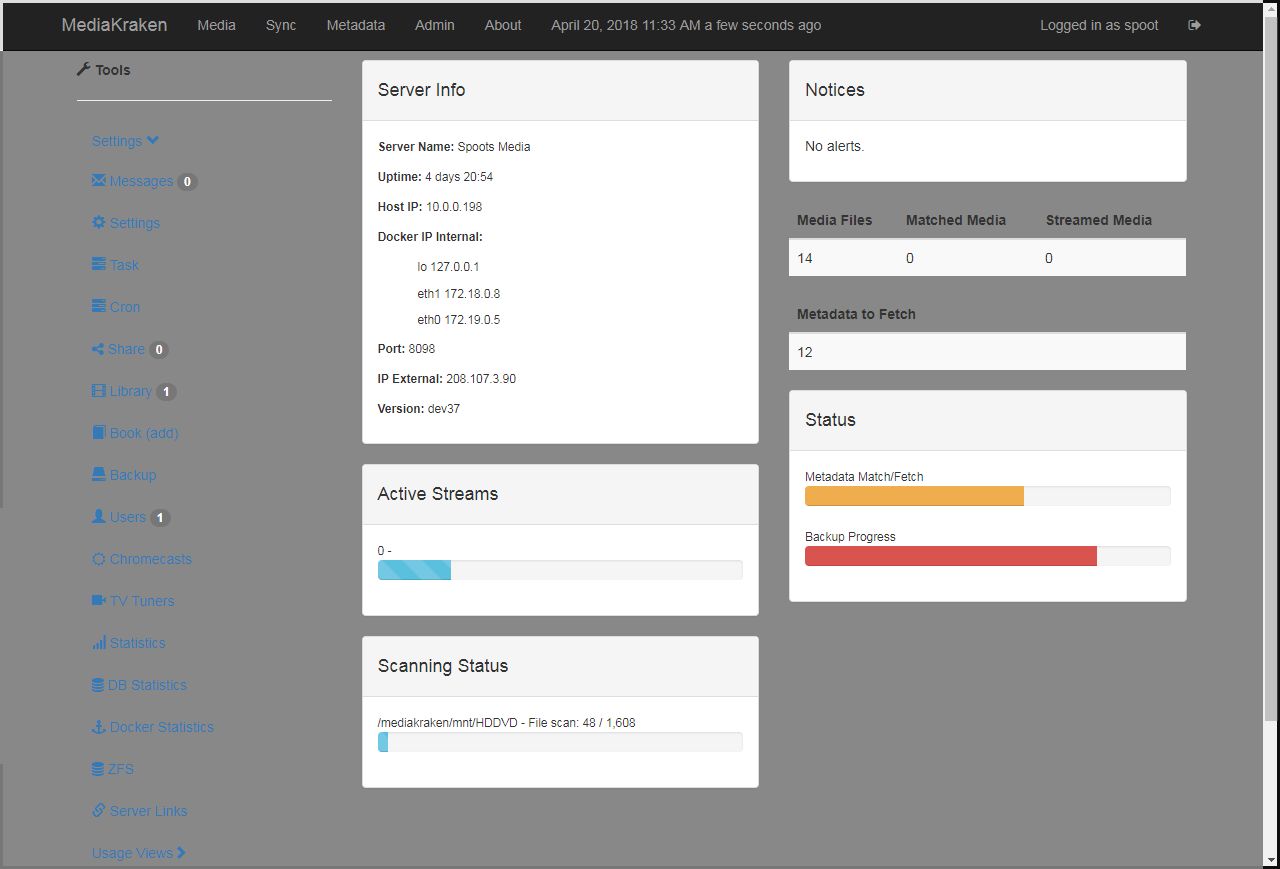 MediaKraken Media Sync Metadata Admin About April 20, 2018 11:33 AM a few seconds ago Logged in as spoot
Tools
Settings
Messages 0
Settings
Task
Cron
Share 0
Library 1
Book (add)
Backup
Users 1
Chromecasts
TV Tuners
Statistics
DB Statistics
Docker Statistics
ZFS
Server Links
Usage Views
Server Info
Server Name: Spoots Media
Uptime: 4 days 20:54
Host IP: 10.0.0.198
Docker IP Internal:
lo 127.0.0.1
eth1 172.18.0.8
eth0 172.19.0.5
Port: 8098
IP External: 208.107.3.90
Version: dev37
Active Streams
0 -
Scanning Status
/mediakraken/mnt/HDDVD - File scan: 48 / 1,608
Notices
No alerts.
Media Files Matched Media Streamed Media
14 0 0
Metadata to Fetch
12
Status
Metadata Match/Fetch
Backup Progress